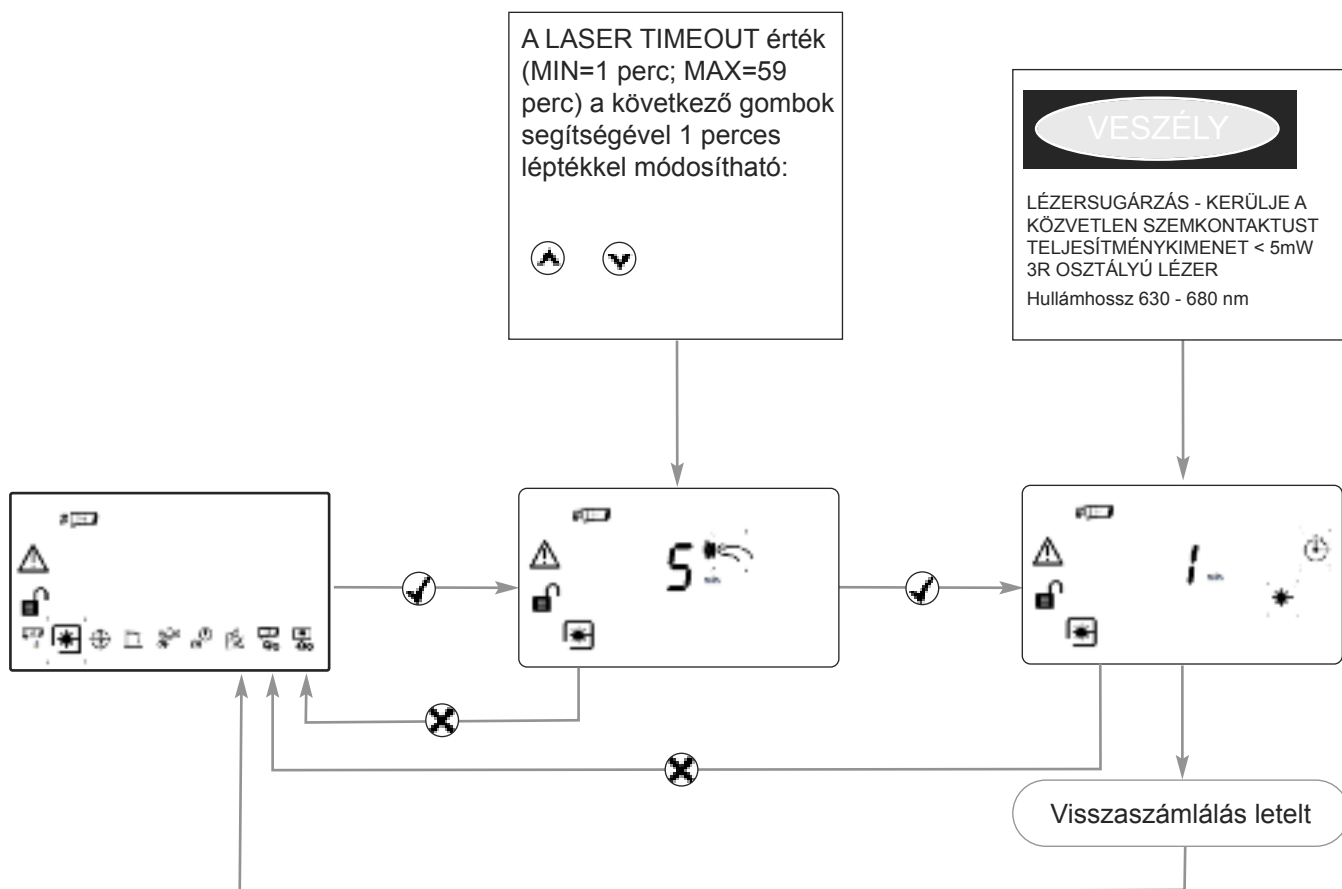 A LASER TIMEOUT érték
(MIN=1 perc; MAX=59
perc) a következő gombok
segítségével 1 perces
léptékkel módosítható:
VESZÉLY
LÉZERSUGÁRZÁS - KERÜLJE A
KÖZVETLEN SZEMKONTAKTUST
TELJESÍTMÉNYKIMENET < 5mW
3R OSZTÁLYÚ LÉZER
Hullámhossz 630 - 680 nm
5
1
Visszaszámlálás letelt